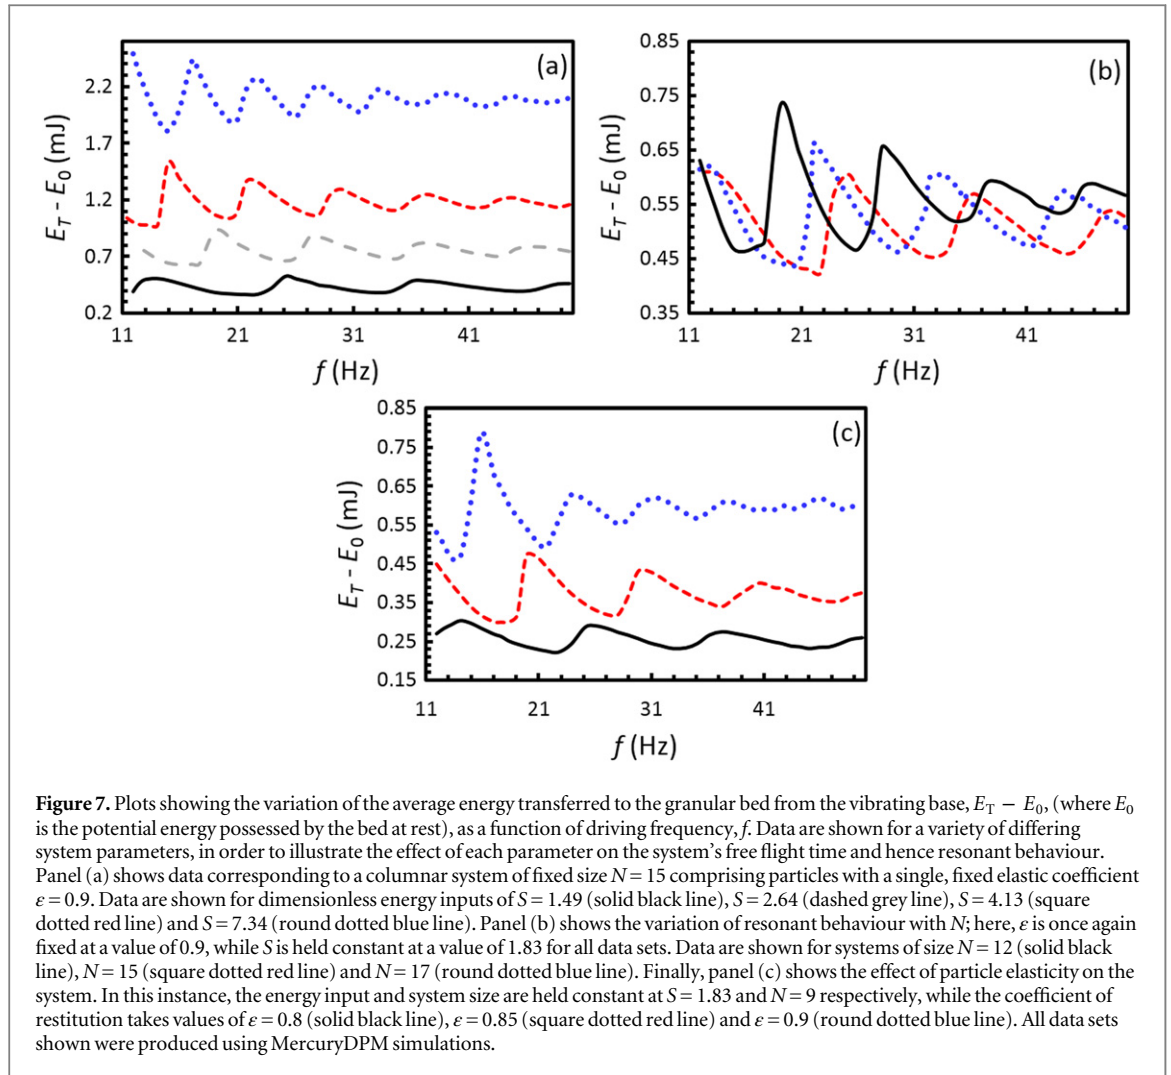 (a)
E_T - E_0 (mJ)
2.2
1.7
1.2
0.7
0.2
11 21 31 41
f (Hz)
(b)
E_T - E_0 (mJ)
0.85
0.75
0.65
0.55
0.45
0.35
11 21 31 41
f (Hz)
(c)
E_T - E_0 (mJ)
0.85
0.75
0.65
0.55
0.45
0.35
0.25
0.15
11 21 31 41
f (Hz)
Figure 7. Plots showing the variation of the average energy transferred to the granular bed from the vibrating base, E_T − E_0, (where E_0
is the potential energy possessed by the bed at rest), as a function of driving frequency, f. Data are shown for a variety of differing
system parameters, in order to illustrate the effect of each parameter on the system's free flight time and hence resonant behaviour.
Panel (a) shows data corresponding to a columnar system of fixed size N = 15 comprising particles with a single, fixed elastic coefficient
ε = 0.9. Data are shown for dimensionless energy inputs of S = 1.49 (solid black line), S = 2.64 (dashed grey line), S = 4.13 (square
dotted red line) and S = 7.34 (round dotted blue line). Panel (b) shows the variation of resonant behaviour with N; here, ε is once again
fixed at a value of 0.9, while S is held constant at a value of 1.83 for all data sets. Data are shown for systems of size N = 12 (solid black
line), N = 15 (square dotted red line) and N = 17 (round dotted blue line). Finally, panel (c) shows the effect of particle elasticity on the
system. In this instance, the energy input and system size are held constant at S = 1.83 and N = 9 respectively, while the coefficient of
restitution takes values of ε = 0.8 (solid black line), ε = 0.85 (square dotted red line) and ε = 0.9 (round dotted blue line). All data sets
shown were produced using MercuryDPM simulations.